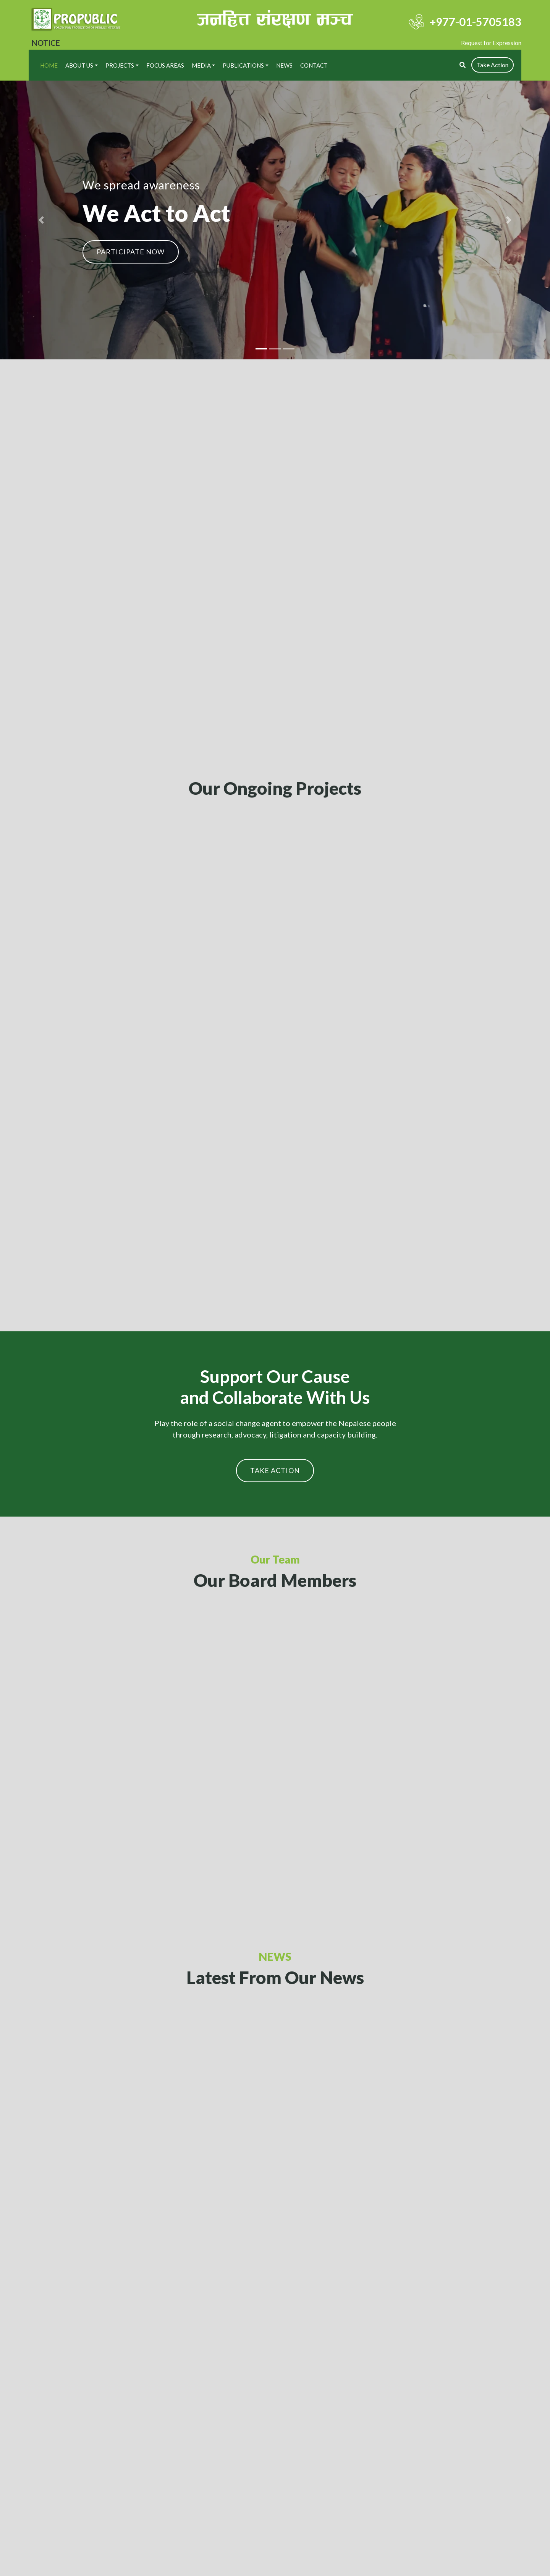 PROPUBLIC
जनहित संरक्षण मञ्च
+977-01-5705183
NOTICE
Request for Expression
HOME ABOUT US PROJECTS FOCUS AREAS MEDIA PUBLICATIONS NEWS CONTACT Take Action
We spread awareness
We Act to Act
PARTICIPATE NOW
Our Ongoing Projects
Support Our Cause
and Collaborate With Us
Play the role of a social change agent to empower the Nepalese people
through research, advocacy, litigation and capacity building.
TAKE ACTION
Our Team
Our Board Members
NEWS
Latest From Our News